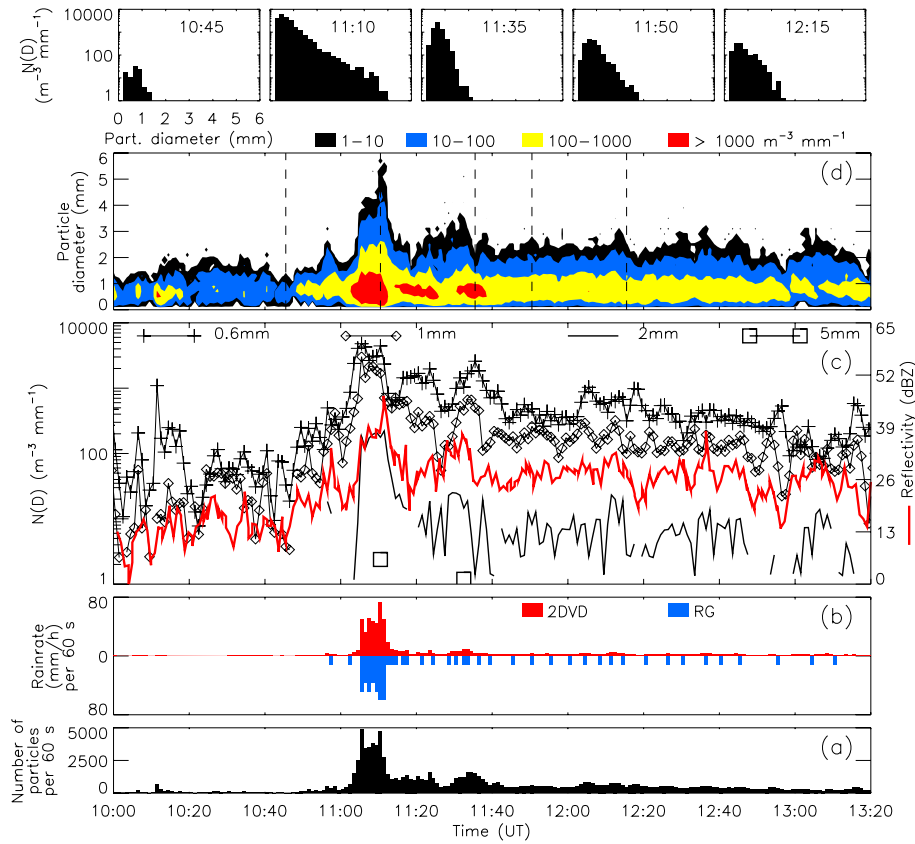 10:45 11:10 11:35 11:50 12:15
N(D)
(m⁻³ mm⁻¹)
10000
100
1
0 1 2 3 4 5 6
Part. diameter (mm)
1−10 10−100 100−1000 > 1000 m⁻³ mm⁻¹
(d)
Particle
diameter (mm)
6
5
4
3
2
1
0
0.6mm 1mm 2mm 5mm
(c)
N(D) (m⁻³ mm⁻¹)
10000
100
1
65
52
39
26
13
0
Reflectivity (dBZ)
2DVD RG
(b)
Rainrate
(mm/h)
per 60 s
80
0
80
(a)
Number of
particles
per 60 s
5000
2500
0
10:00 10:20 10:40 11:00 11:20 11:40 12:00 12:20 12:40 13:00 13:20
Time (UT)